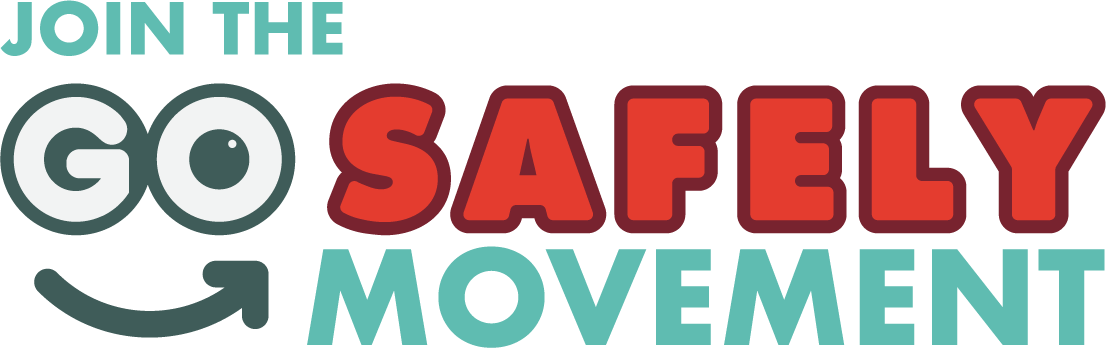 JOIN THE
GO SAFELY
MOVEMENT